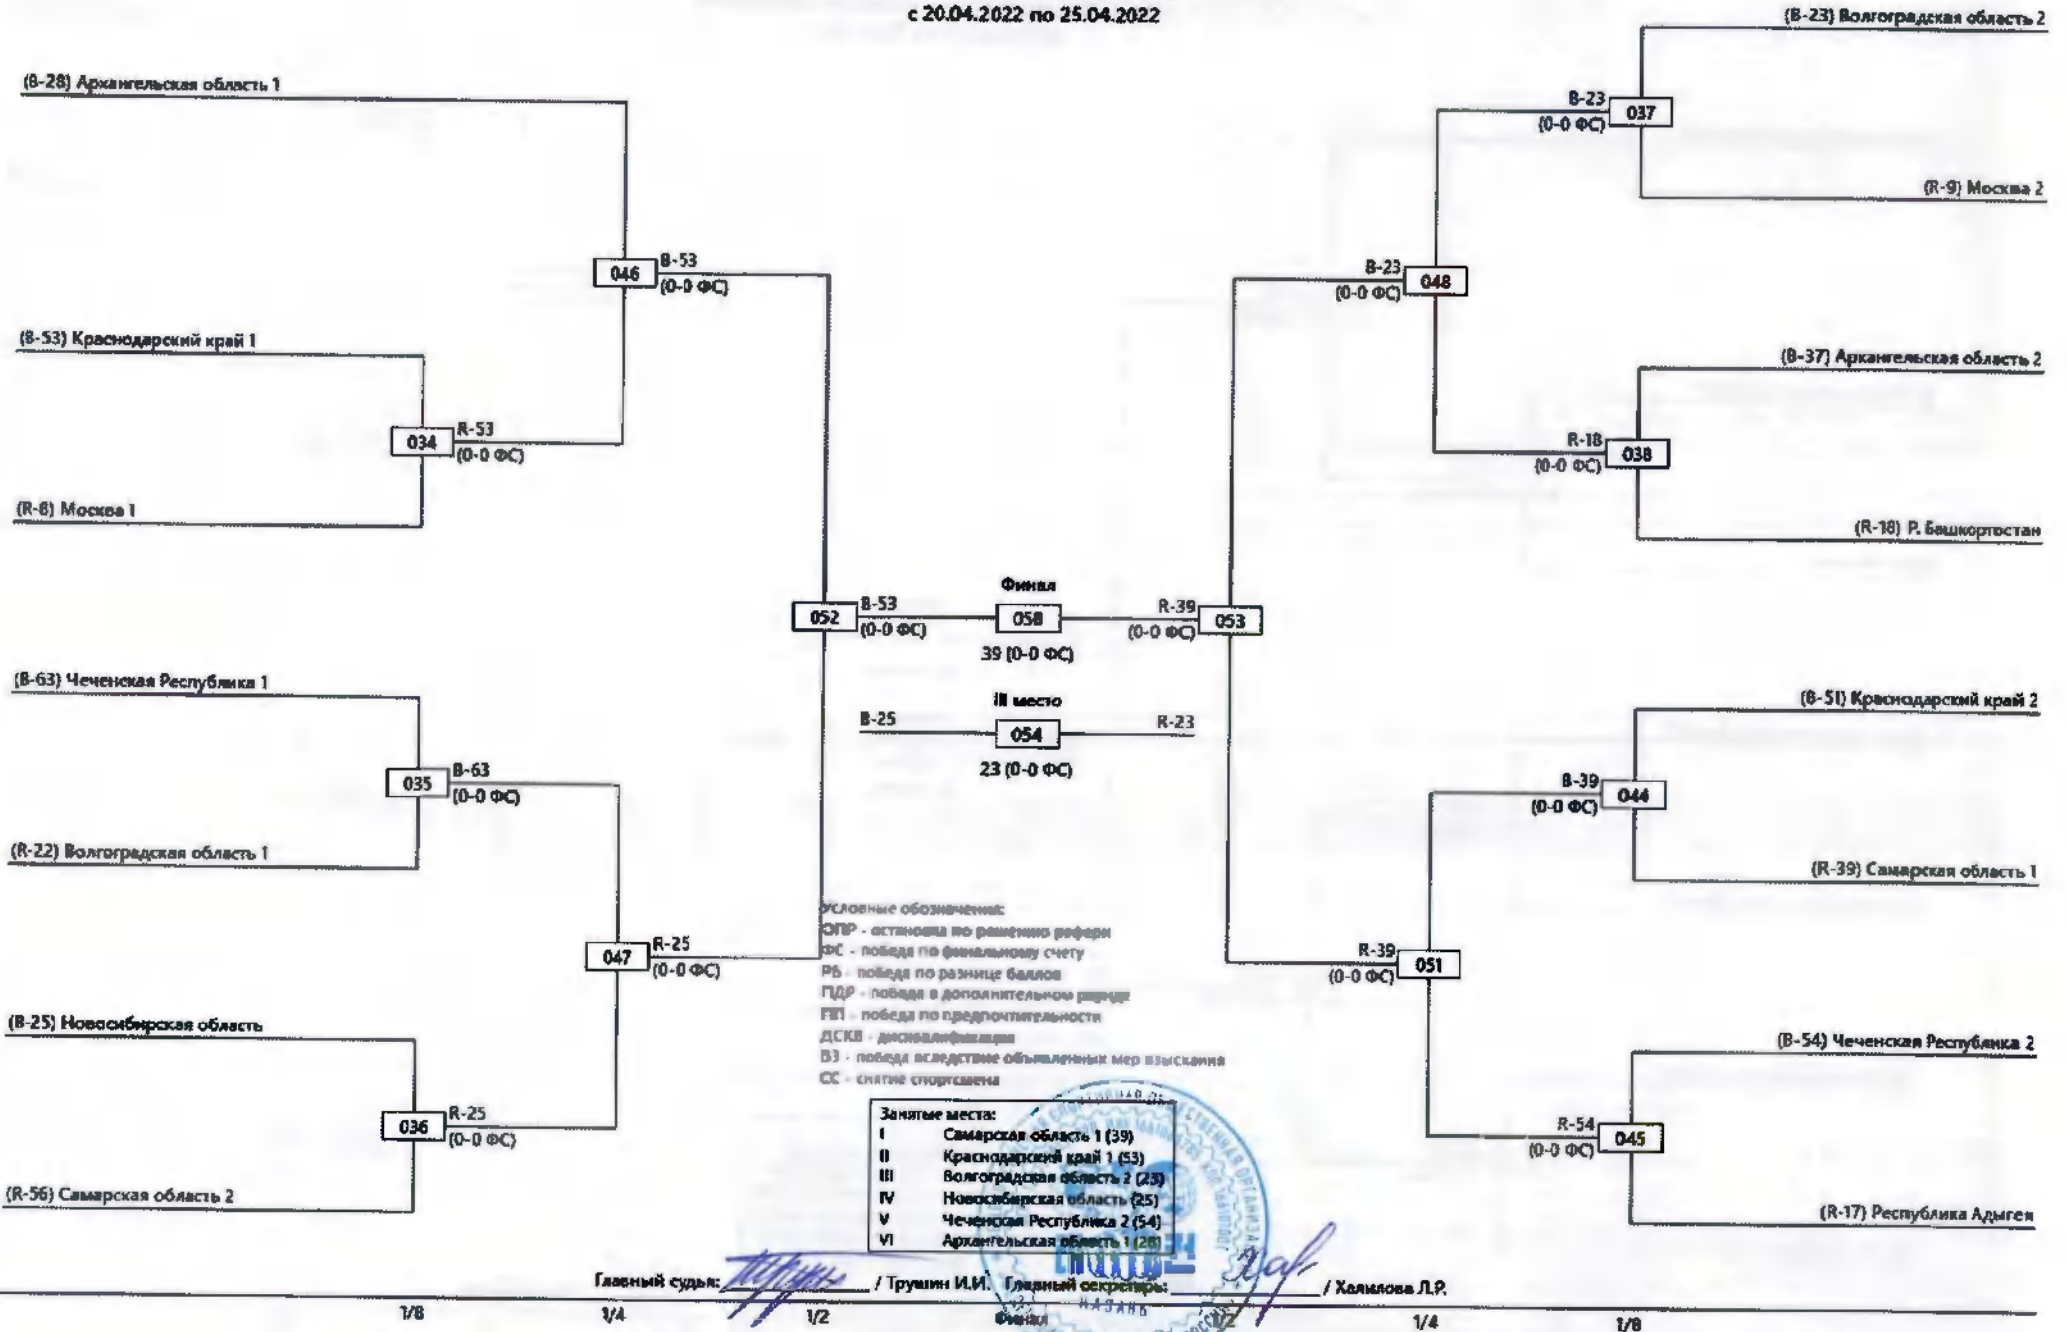 с 20.04.2022 по 25.04.2022
(B-28) Архангельская область 1
046
B-53
(0-0 ФС)
(B-53) Краснодарский край 1
034
R-53
(0-0 ФС)
(R-8) Москва 1
052
B-53
(0-0 ФС)
(B-63) Чеченская Республика 1
035
B-63
(0-0 ФС)
(R-22) Волгоградская область 1
047
R-25
(0-0 ФС)
(B-25) Новосибирская область
036
R-25
(0-0 ФС)
(R-56) Самарская область 2
Финал
058
39 (0-0 ФС)
III место
B-25
054
R-23
23 (0-0 ФС)
(B-23) Волгоградская область 2
B-23
(0-0 ФС)
037
(R-9) Москва 2
B-23
(0-0 ФС)
048
(B-37) Архангельская область 2
R-18
(0-0 ФС)
038
(R-18) Р. Башкортостан
R-39
(0-0 ФС)
053
(B-51) Краснодарский край 2
B-39
(0-0 ФС)
044
(R-39) Самарская область 1
R-39
(0-0 ФС)
051
(B-54) Чеченская Республика 2
R-54
(0-0 ФС)
045
(R-17) Республика Адыгея
Условные обозначения:
ОПР - остановка по решению рефери
ФС - победа по финальному счету
РБ - победа по разнице баллов
ПДР - победа в дополнительном раунде
ПП - победа по предпочтительности
ДСКВ - дисквалификация
ВЗ - победа вследствие объявленных мер взыскания
СС - снятие спортсмена
Занятые места:
I Самарская область 1 (39)
II Краснодарский край 1 (53)
III Волгоградская область 2 (23)
IV Новосибирская область (25)
V Чеченская Республика 2 (54)
VI Архангельская область 1 (28)
Главный судья: / Трушин И.И. Главный секретарь: / Халилова Л.Р.
КАЗАНЬ
1/8 1/4 1/2 Финал 1/2 1/4 1/8